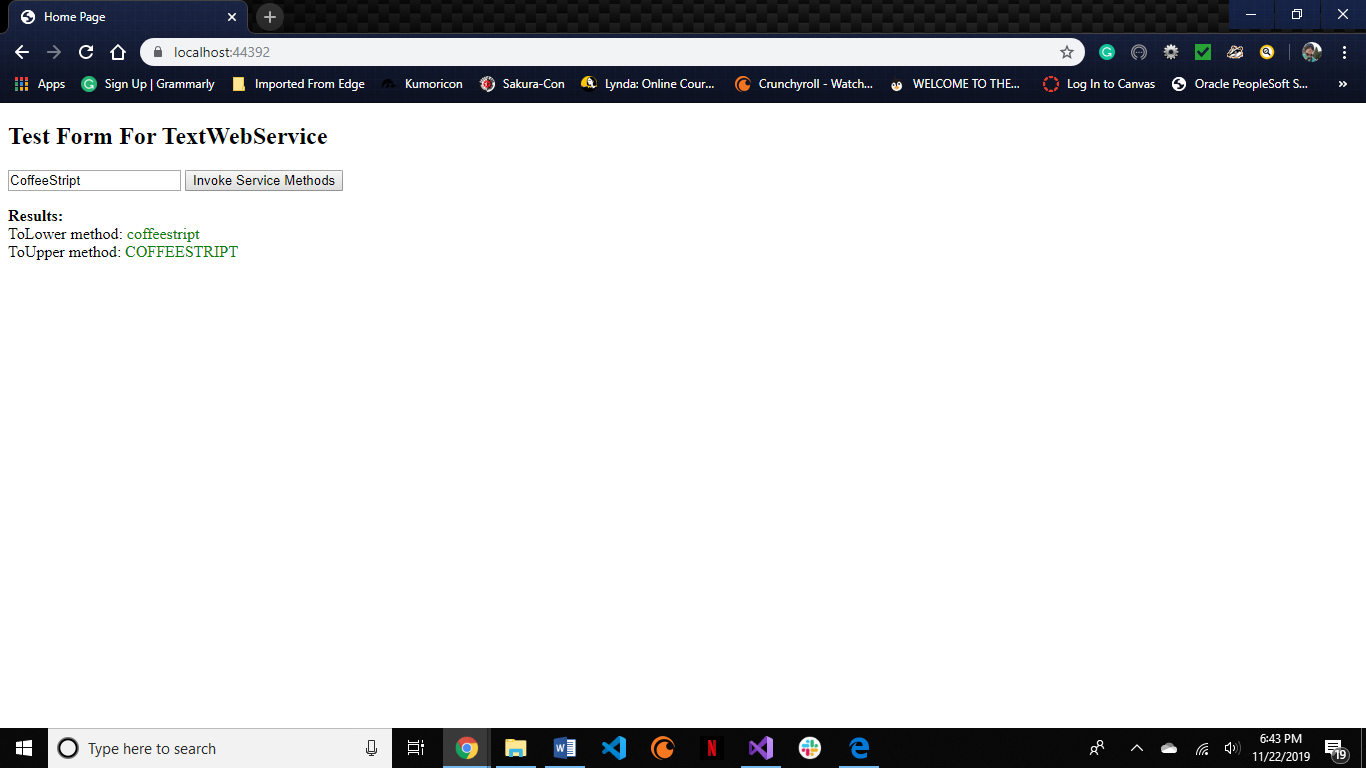 Home Page
localhost:44392
Apps
Sign Up | Grammarly
Imported From Edge
Kumoricon
Sakura-Con
Lynda: Online Cour...
Crunchyroll - Watch...
WELCOME TO THE...
Log In to Canvas
Oracle PeopleSoft S...
»
Test Form For TextWebService
CoffeeStript
Invoke Service Methods
Results:
ToLower method: coffeestript
ToUpper method: COFFEESTRIPT
Type here to search
6:43 PM
11/22/2019
19